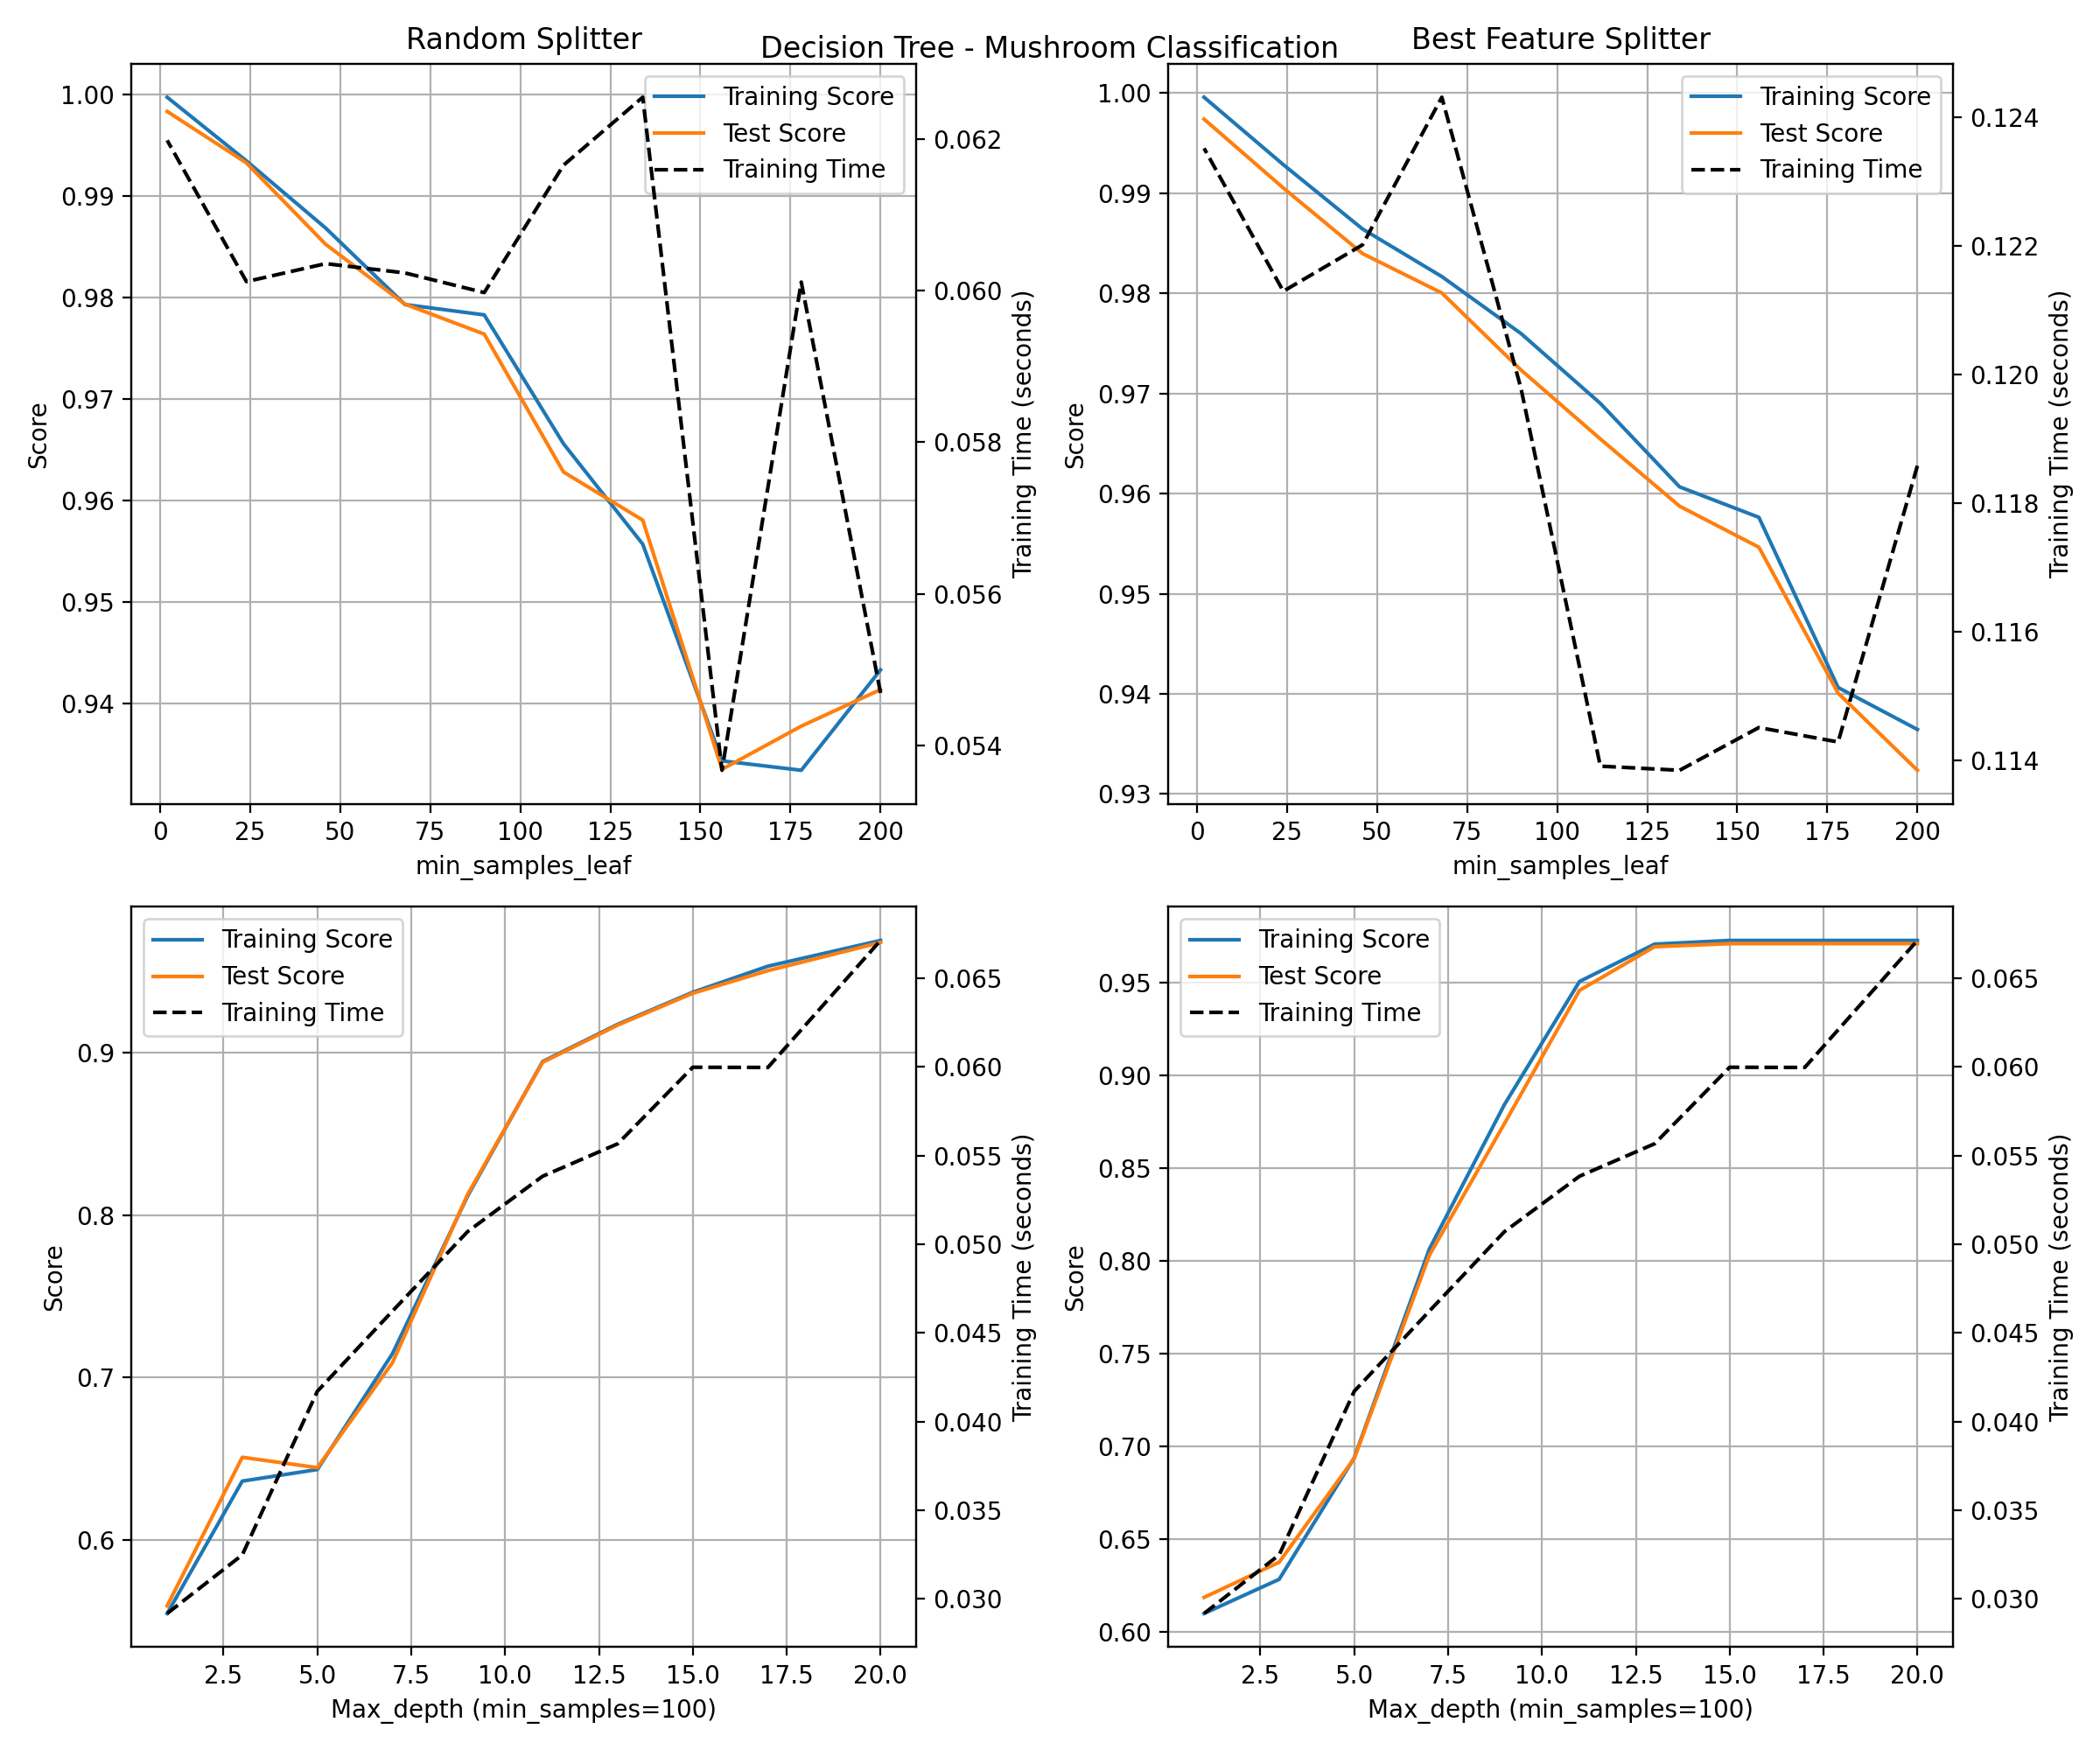 Random Splitter
Decision Tree - Mushroom Classification
Best Feature Splitter
Training Score
Test Score
Training Time
1.00
0.99
0.98
0.97
0.96
0.95
0.94
Score
0.062
0.060
0.058
0.056
0.054
Training Time (seconds)
0 25 50 75 100 125 150 175 200
min_samples_leaf
Training Score
Test Score
Training Time
1.00
0.99
0.98
0.97
0.96
0.95
0.94
0.93
Score
0.124
0.122
0.120
0.118
0.116
0.114
Training Time (seconds)
0 25 50 75 100 125 150 175 200
min_samples_leaf
Training Score
Test Score
Training Time
0.9
0.8
0.7
0.6
Score
0.065
0.060
0.055
0.050
0.045
0.040
0.035
0.030
Training Time (seconds)
2.5 5.0 7.5 10.0 12.5 15.0 17.5 20.0
Max_depth (min_samples=100)
Training Score
Test Score
Training Time
0.95
0.90
0.85
0.80
0.75
0.70
0.65
0.60
Score
0.065
0.060
0.055
0.050
0.045
0.040
0.035
0.030
Training Time (seconds)
2.5 5.0 7.5 10.0 12.5 15.0 17.5 20.0
Max_depth (min_samples=100)